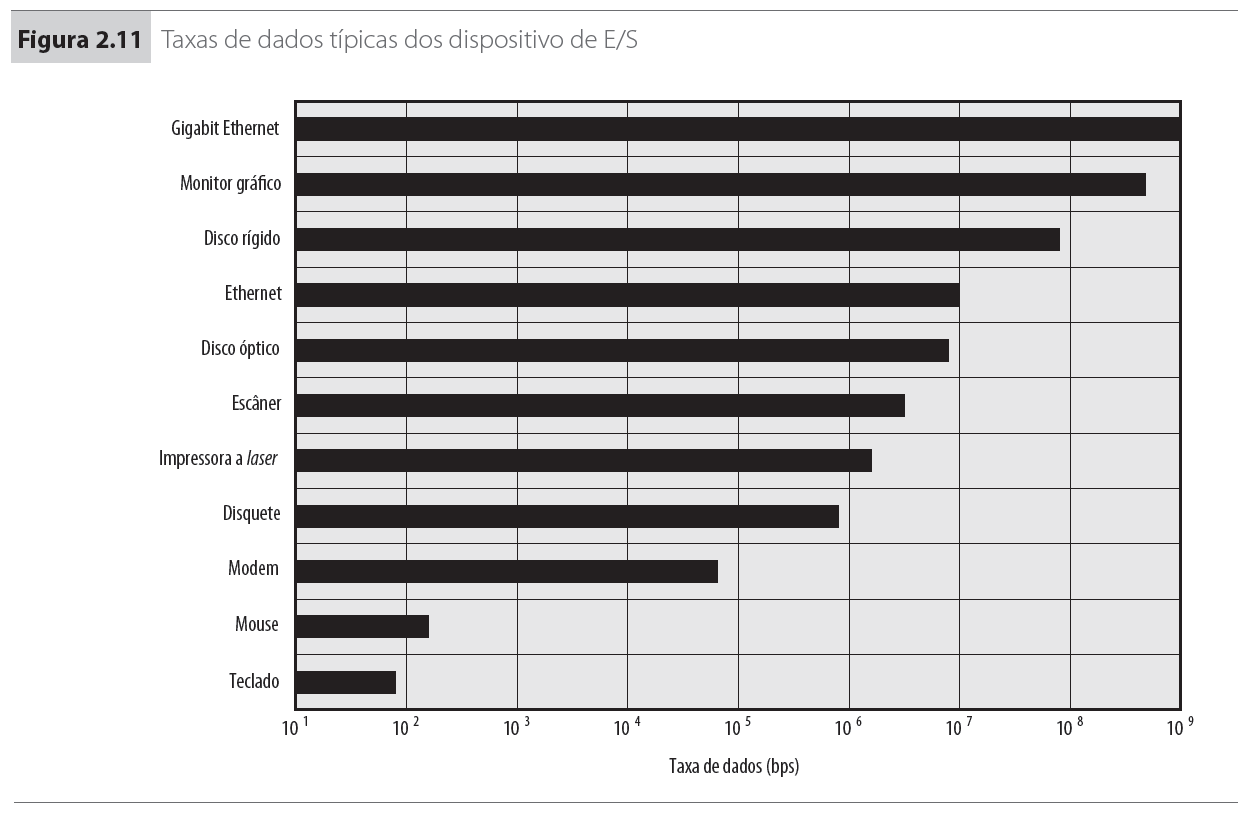 Figura 2.11 Taxas de dados típicas dos dispositivo de E/S
Gigabit Ethernet
Monitor gráfico
Disco rígido
Ethernet
Disco óptico
Escâner
Impressora a laser
Disquete
Modem
Mouse
Teclado
10 1 10 2 10 3 10 4 10 5 10 6 10 7 10 8 10 9
Taxa de dados (bps)